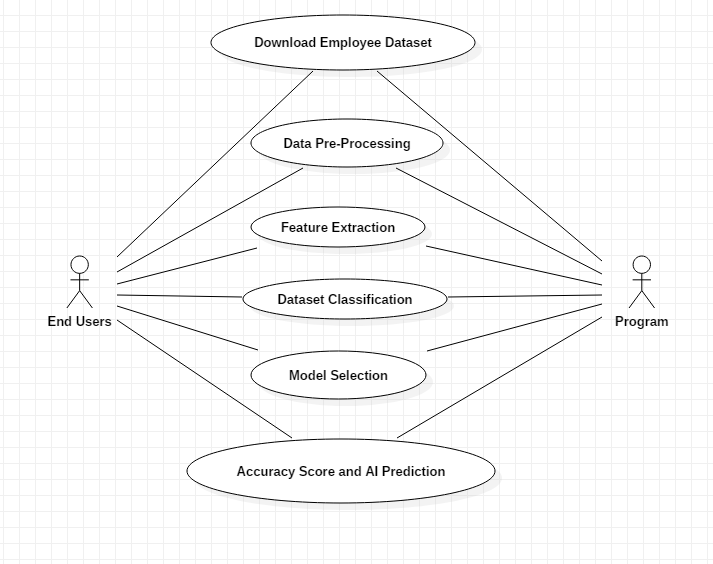 Download Employee Dataset
Data Pre-Processing
Feature Extraction
Dataset Classification
End Users
Program
Model Selection
Accuracy Score and AI Prediction